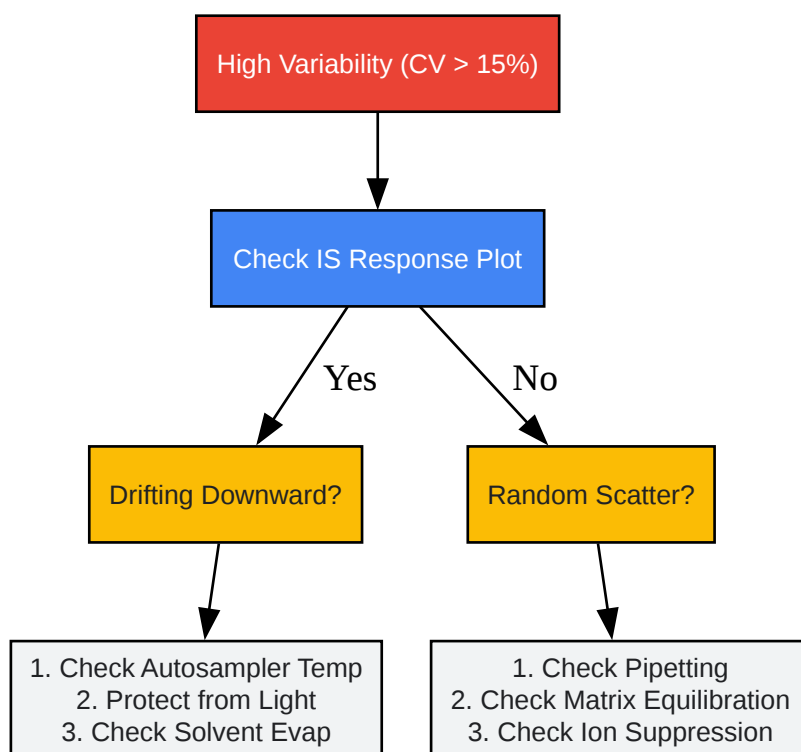 High Variability (CV > 15%)
Check IS Response Plot
Yes
No
Drifting Downward?
Random Scatter?
1. Check Autosampler Temp
2. Protect from Light
3. Check Solvent Evap
1. Check Pipetting
2. Check Matrix Equilibration
3. Check Ion Suppression